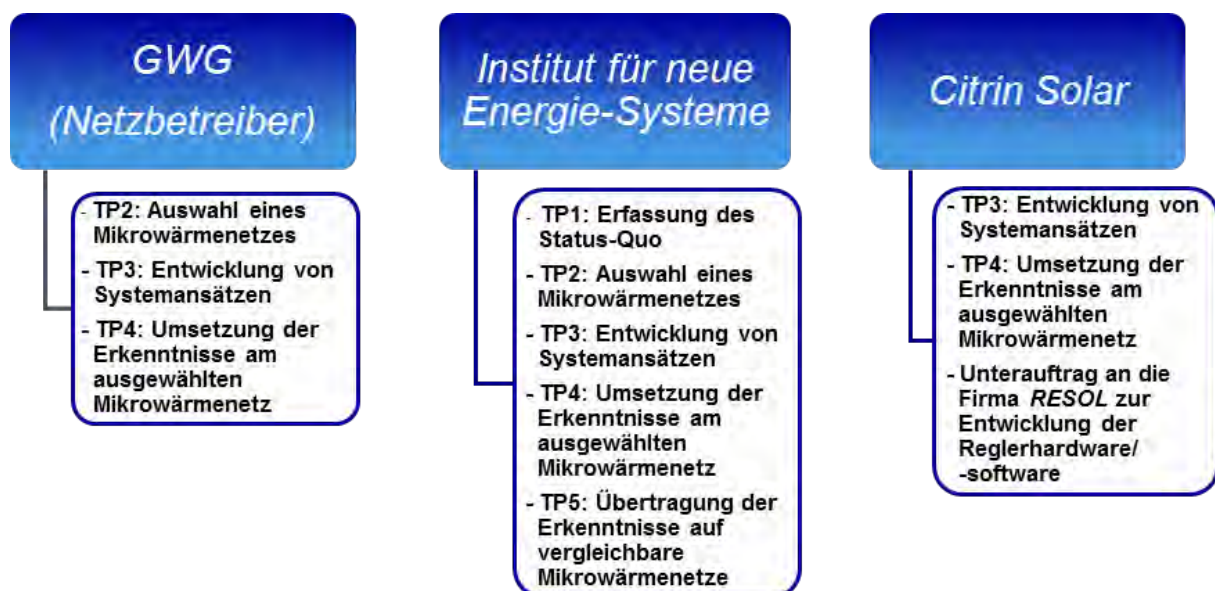 GWG
(Netzbetreiber)
- TP2: Auswahl eines
Mikrowärmenetzes
- TP3: Entwicklung von
Systemansätzen
- TP4: Umsetzung der
Erkenntnisse am
ausgewählten
Mikrowärmenetz
Institut für neue
Energie-Systeme
- TP1: Erfassung des
Status-Quo
- TP2: Auswahl eines
Mikrowärmenetzes
- TP3: Entwicklung von
Systemansätzen
- TP4: Umsetzung der
Erkenntnisse am
ausgewählten
Mikrowärmenetz
- TP5: Übertragung der
Erkenntnisse auf
vergleichbare
Mikrowärmenetze
Citrin Solar
- TP3: Entwicklung von
Systemansätzen
- TP4: Umsetzung der
Erkenntnisse am
ausgewählten
Mikrowärmenetz
- Unterauftrag an die
Firma RESOL zur
Entwicklung der
Reglerhardware/
-software